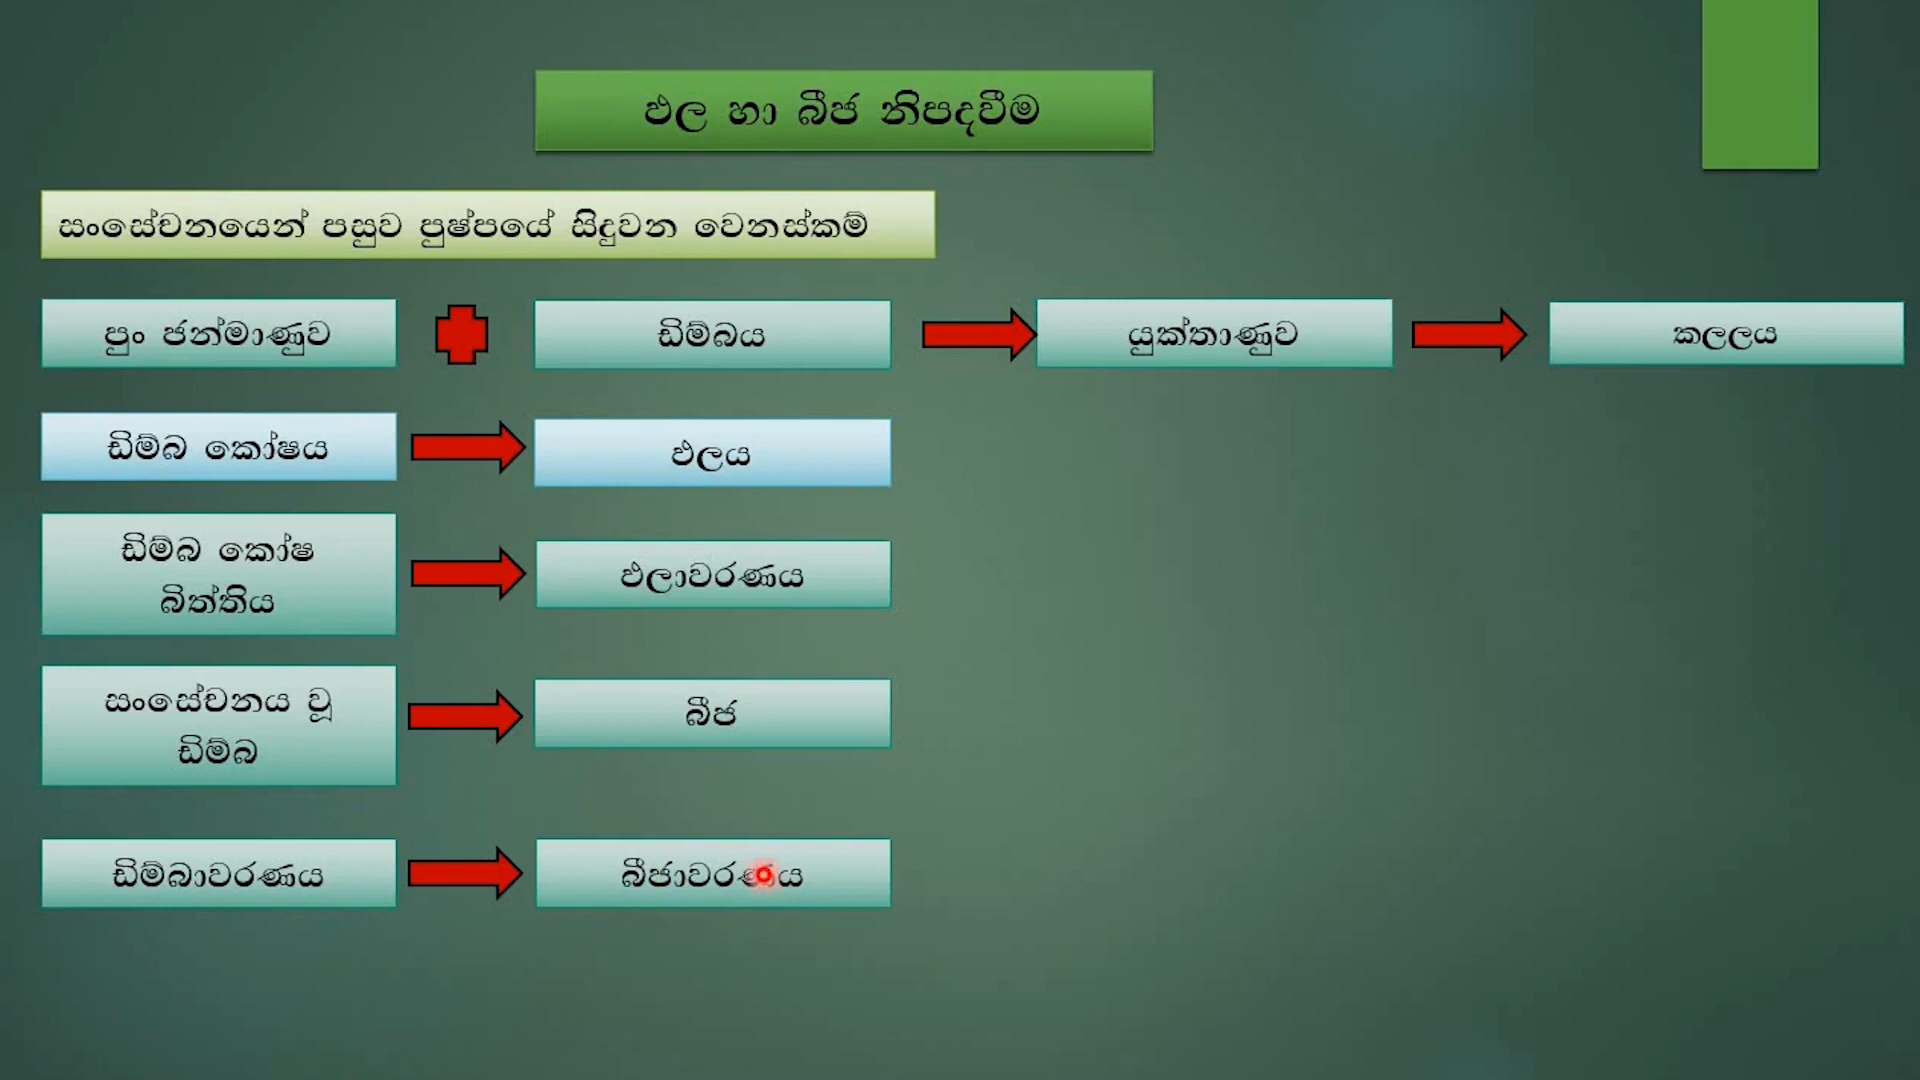 ඵල හා බීජ නිපදවීම
සංසේචනයෙන් පසුව පුෂ්පයේ සිදුවන වෙනස්කම්
පුං ජන්මාණුව
ඩිම්බය
යුක්තාණුව
කලලය
ඩිම්බ කෝෂය
ඵලය
ඩිම්බ කෝෂ
බිත්තිය
ඵලාවරණය
සංසේචනය වූ
ඩිම්බ
බීජ
ඩිම්බාවරණය
බීජාවරණය